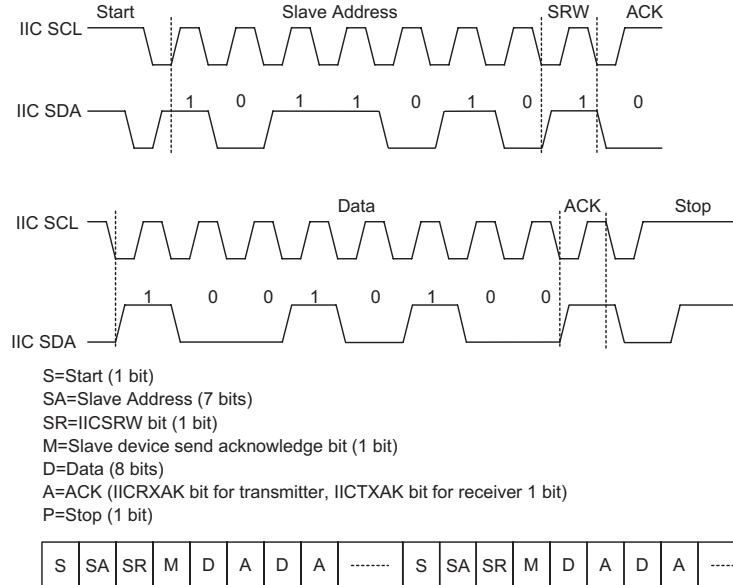 Start Slave Address SRW ACK
IIC SCL
1 0 1 1 0 1 0 1 0
IIC SDA
Data ACK Stop
IIC SCL
1 0 0 1 0 1 0 0
IIC SDA
S=Start (1 bit)
SA=Slave Address (7 bits)
SR=IICSRW bit (1 bit)
M=Slave device send acknowledge bit (1 bit)
D=Data (8 bits)
A=ACK (IICRXAK bit for transmitter, IICTXAK bit for receiver 1 bit)
P=Stop (1 bit)
S SA SR M D A D A ........ S SA SR M D A D A .....